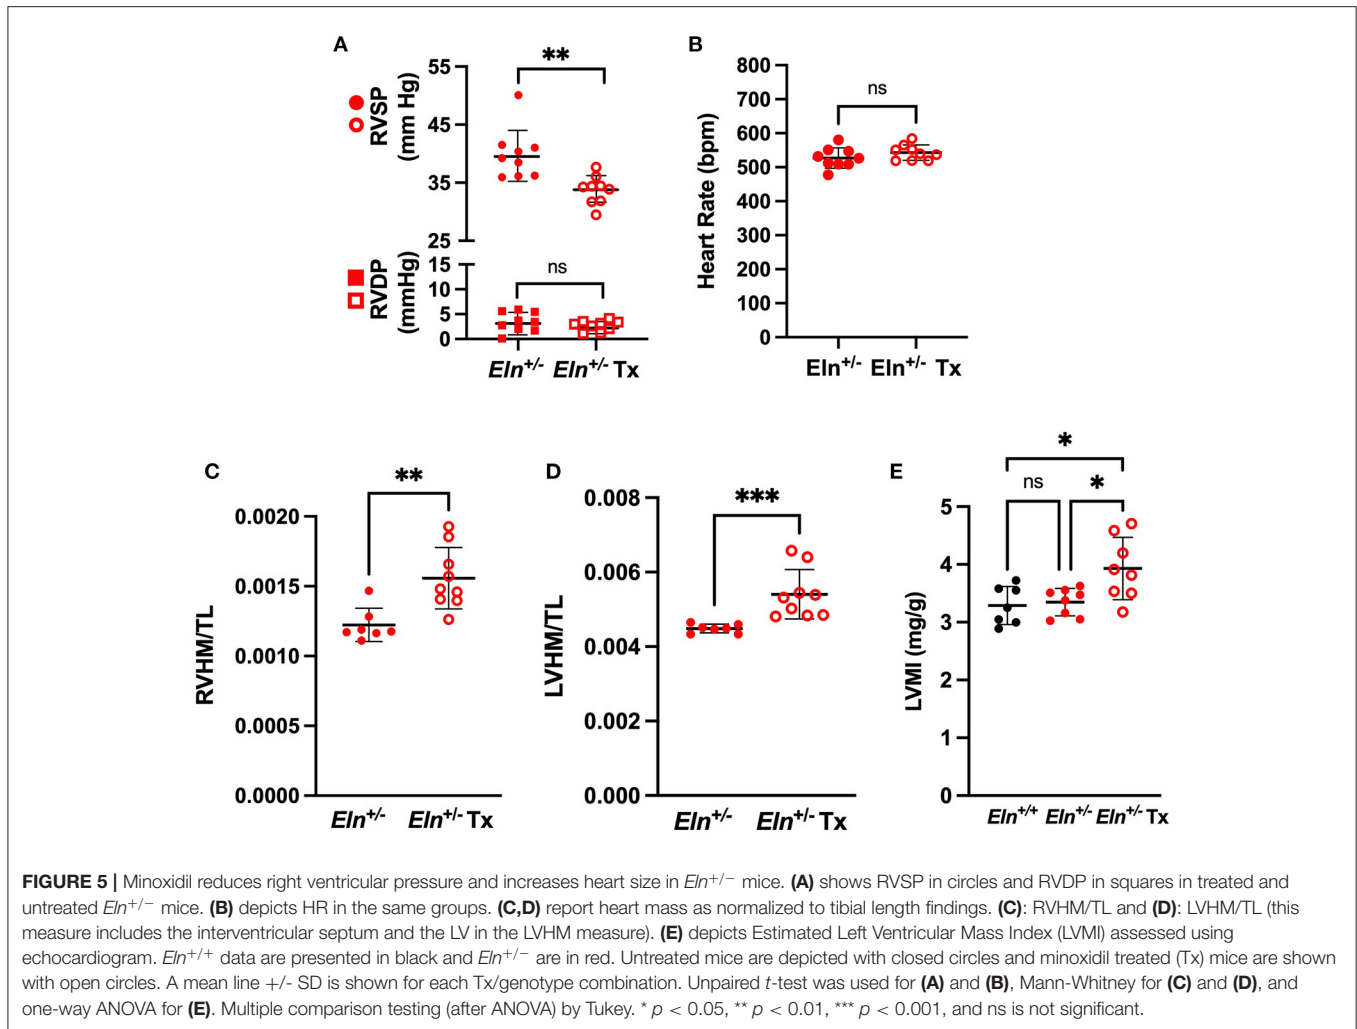 A
RVSP
(mm Hg)
55
45
35
25
**
RVDP
(mmHg)
15
10
5
0
ns
Eln+/- Eln+/- Tx
B
Heart Rate (bpm)
800
700
600
500
400
300
200
100
0
ns
Eln+/- Eln+/- Tx
C
RVHM/TL
0.0020
0.0015
0.0010
0.0005
0.0000
**
Eln+/- Eln+/- Tx
D
LVHM/TL
0.008
0.006
0.004
0.002
0.000
***
Eln+/- Eln+/- Tx
E
LVMI (mg/g)
5
4
3
2
1
0
*
ns
*
Eln+/+ Eln+/- Eln+/- Tx
FIGURE 5 | Minoxidil reduces right ventricular pressure and increases heart size in Eln+/− mice. (A) shows RVSP in circles and RVDP in squares in treated and
untreated Eln+/− mice. (B) depicts HR in the same groups. (C,D) report heart mass as normalized to tibial length findings. (C): RVHM/TL and (D): LVHM/TL (this
measure includes the interventricular septum and the LV in the LVHM measure). (E) depicts Estimated Left Ventricular Mass Index (LVMI) assessed using
echocardiogram. Eln+/+ data are presented in black and Eln+/− are in red. Untreated mice are depicted with closed circles and minoxidil treated (Tx) mice are shown
with open circles. A mean line +/- SD is shown for each Tx/genotype combination. Unpaired t-test was used for (A) and (B), Mann-Whitney for (C) and (D), and
one-way ANOVA for (E). Multiple comparison testing (after ANOVA) by Tukey. * p < 0.05, ** p < 0.01, *** p < 0.001, and ns is not significant.